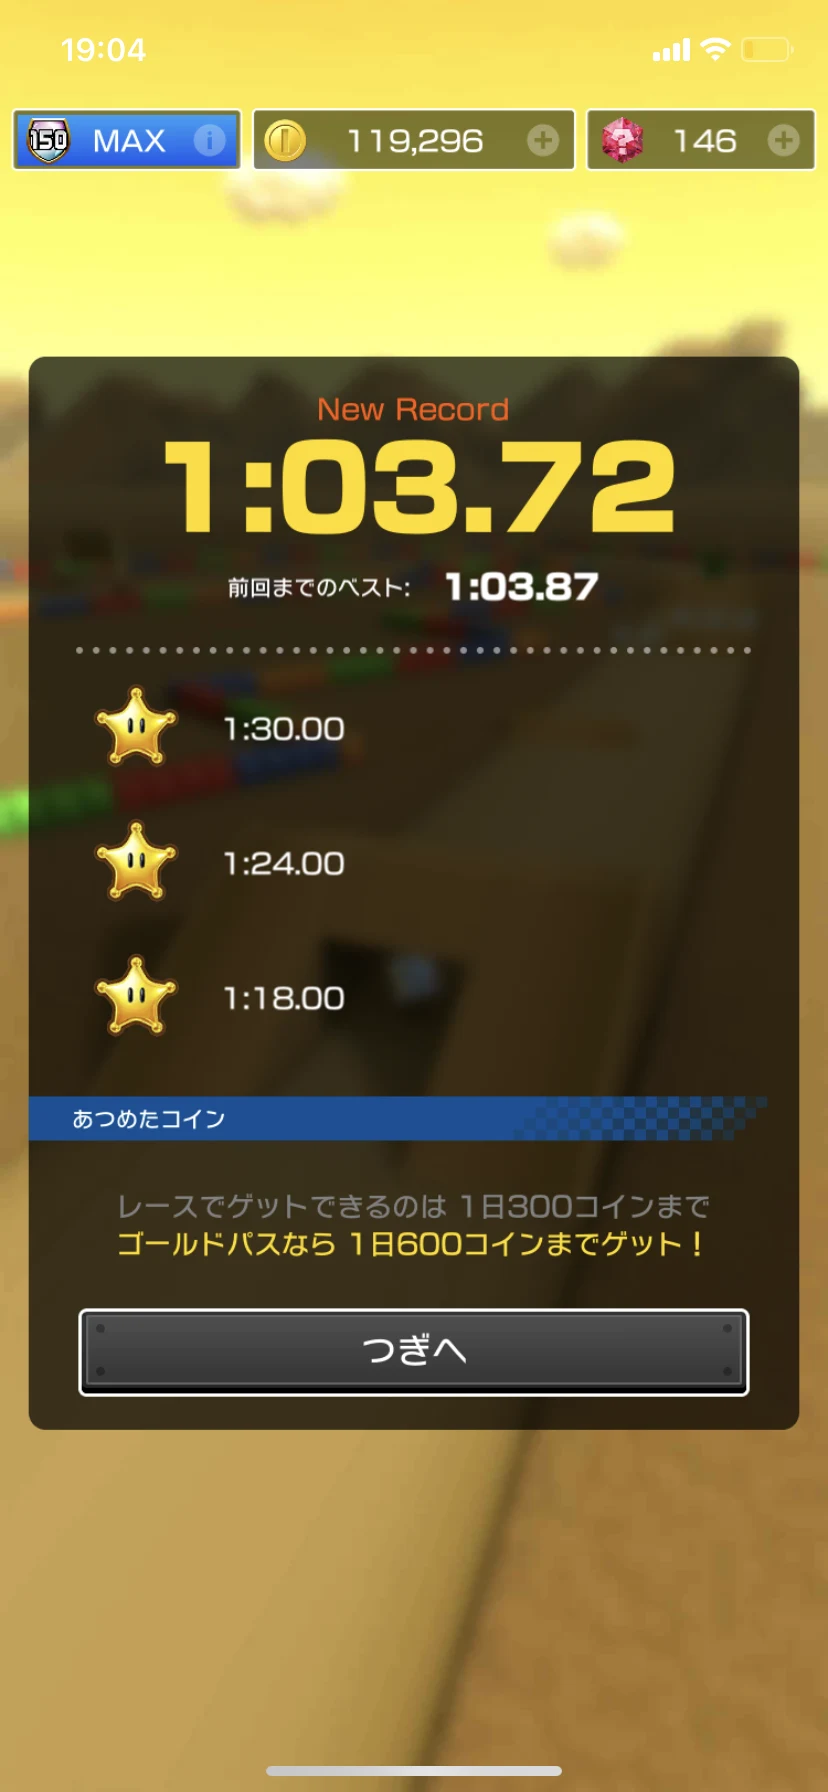 19:04
150 MAX i 119,296 + 146 +
New Record
1:03.72
前回までのベスト: 1:03.87
1:30.00
1:24.00
1:18.00
あつめたコイン
レースでゲットできるのは 1日300コインまで
ゴールドパスなら 1日600コインまでゲット！
つぎへ